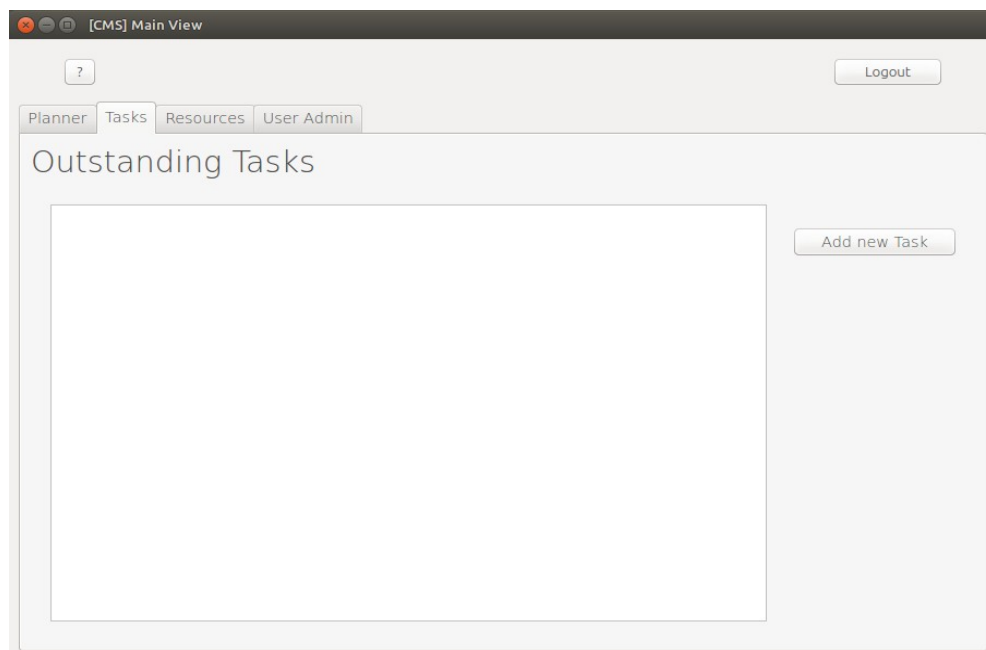 [CMS] Main View
?
Logout
Planner Tasks Resources User Admin
Outstanding Tasks
Add new Task